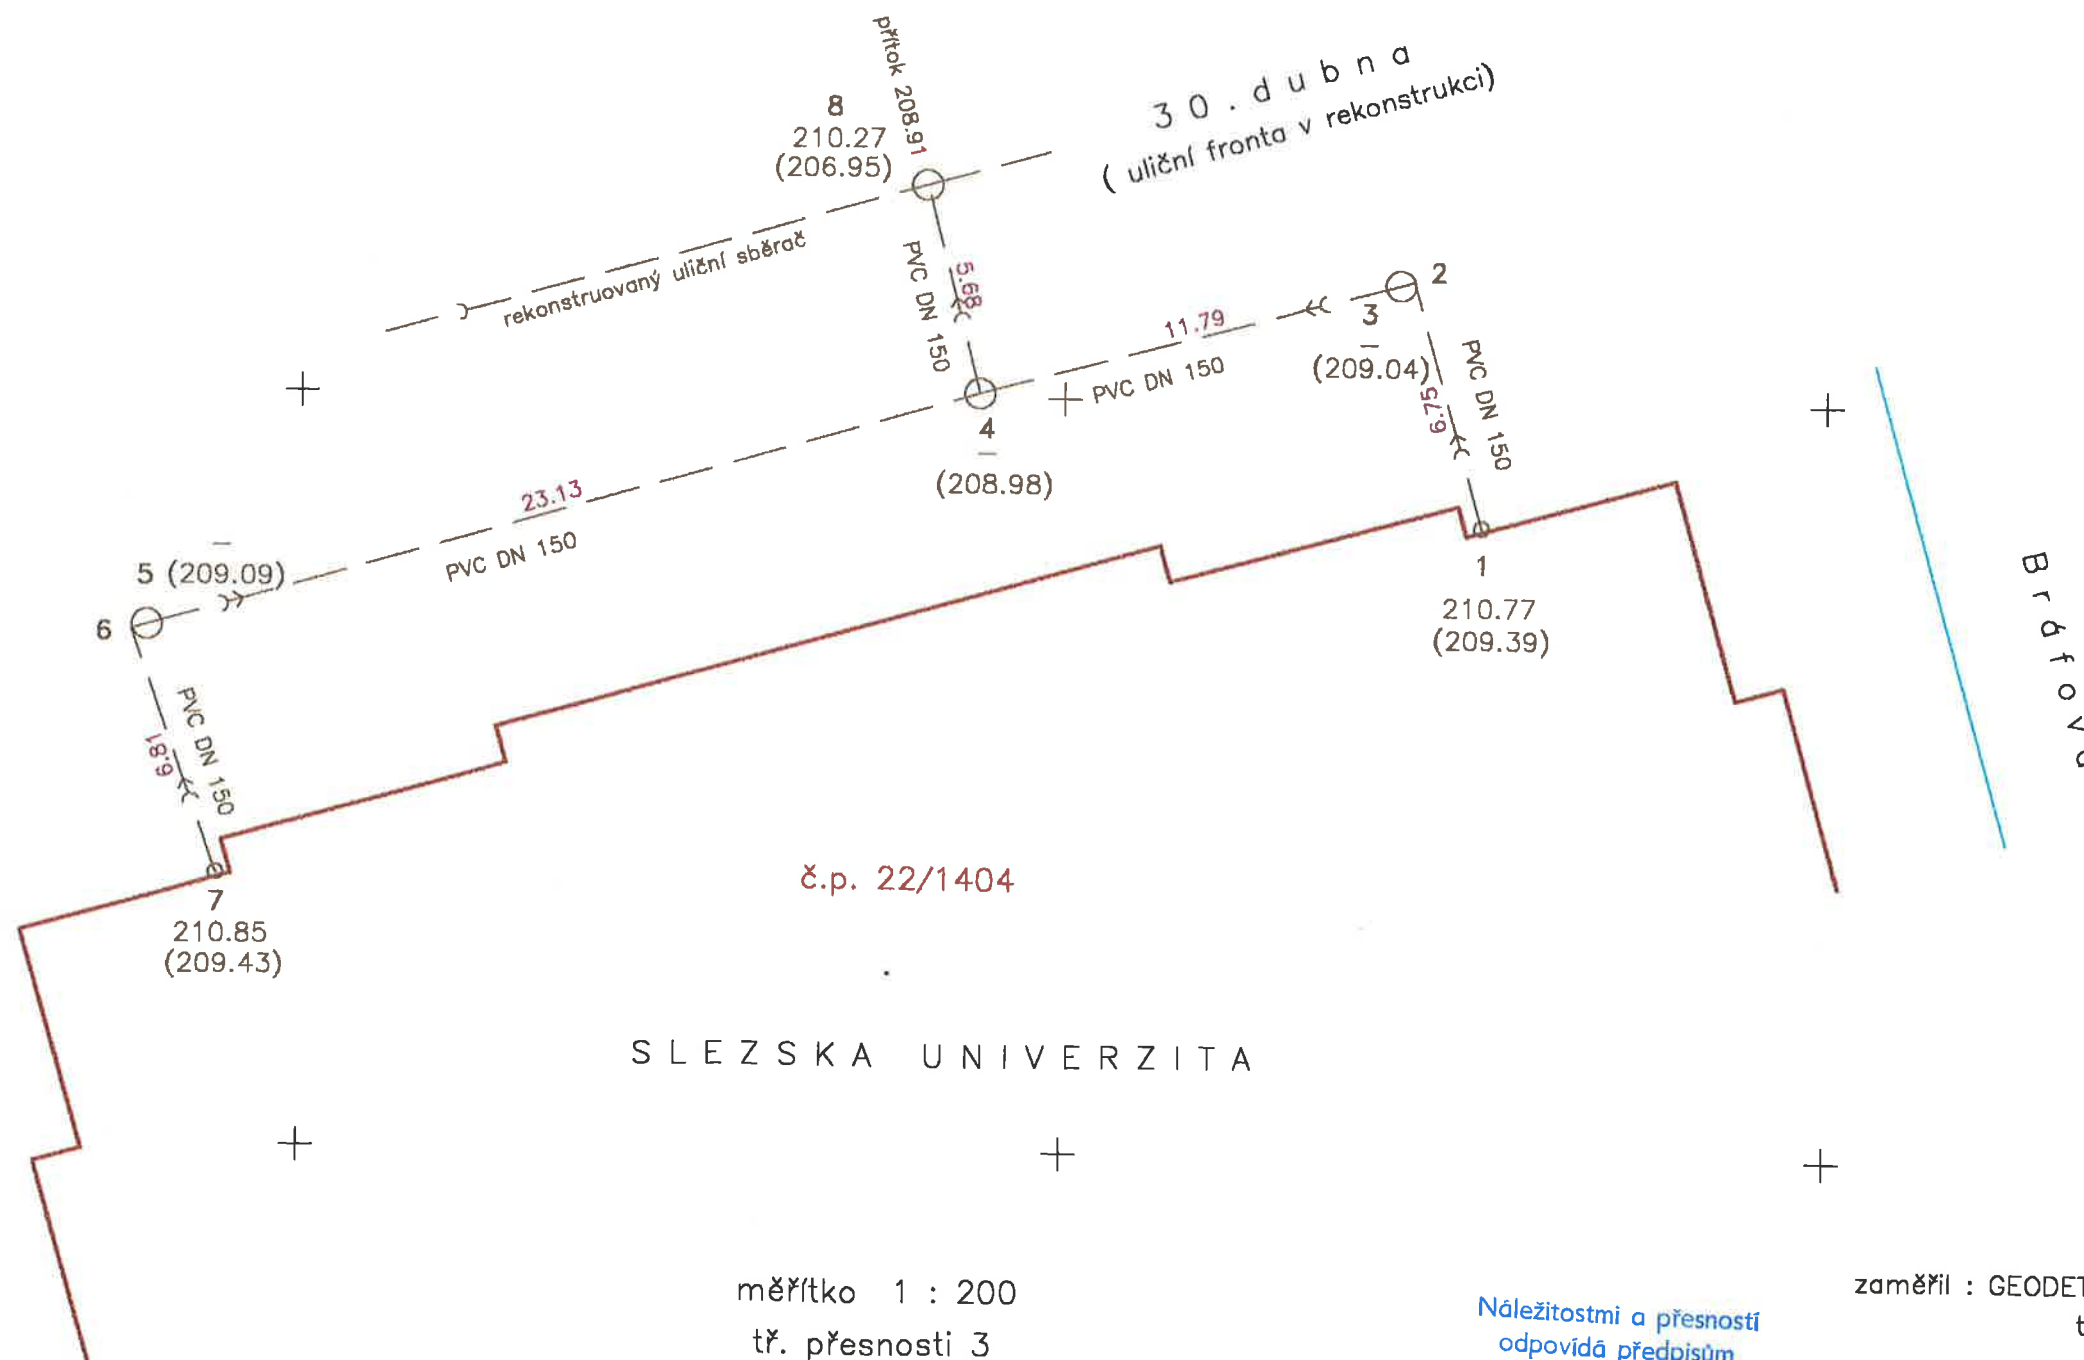 přítok 208.91
30.dubna
( uliční fronta v rekonstrukci)
8
210.27
(206.95)
rekonstruovaný uliční sběrač
PVC DN 150
5.68
2
3
(209.04)
11.79
PVC DN 150
PVC DN 150
6.75
4
(208.98)
23.13
PVC DN 150
5 (209.09)
6
1
210.77
(209.39)
PVC DN 150
6.81
7
210.85
(209.43)
č.p. 22/1404
SLEZSKA UNIVERZITA
měřítko 1 : 200
tř. přesnosti 3
Náležitostmi a přesností
odpovídá předpisům
zaměřil : GEODET